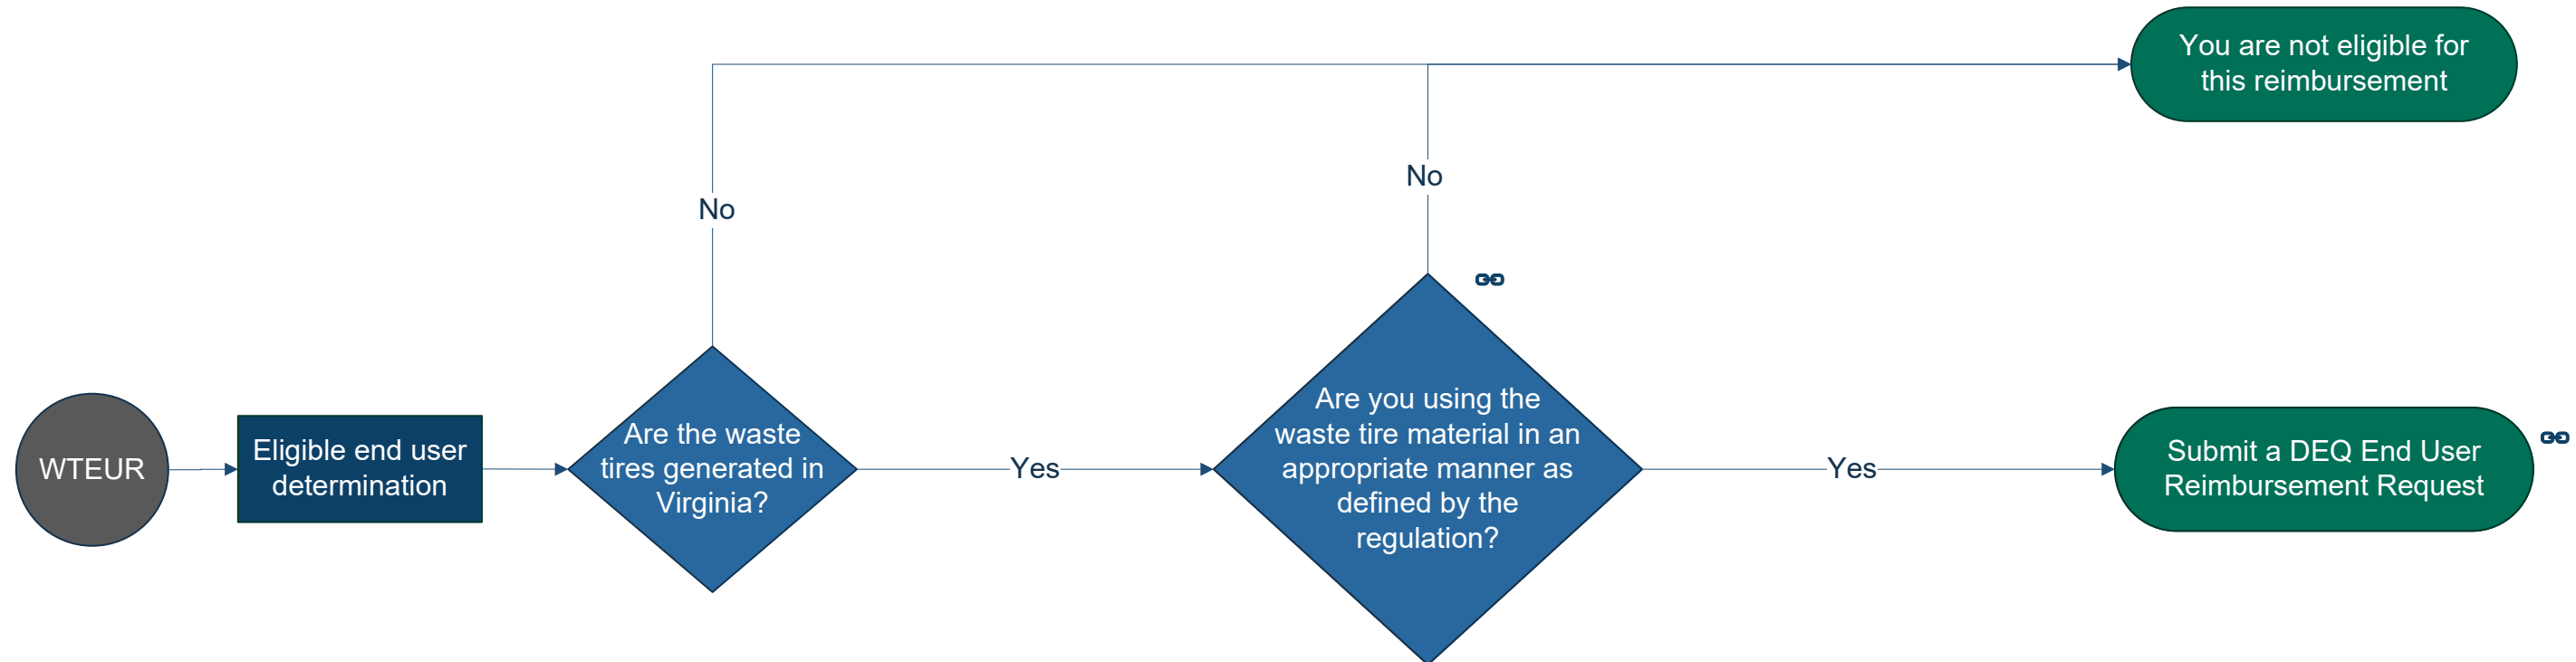 You are not eligible for
this reimbursement
No
No
WTEUR
Eligible end user
determination
Are the waste
tires generated in
Virginia?
Yes
Are you using the
waste tire material in an
appropriate manner as
defined by the
regulation?
Yes
Submit a DEQ End User
Reimbursement Request